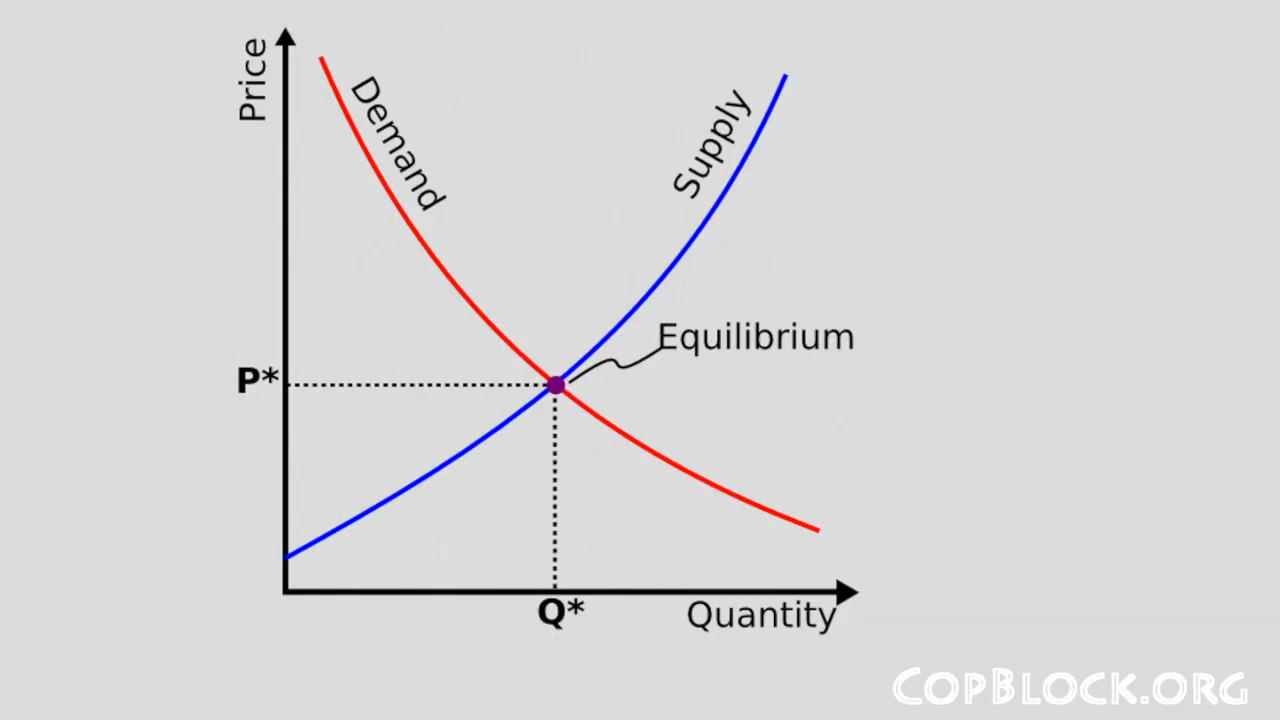 Price
Demand
Supply
Equilibrium
P*
Q*
Quantity
CopBlock.org